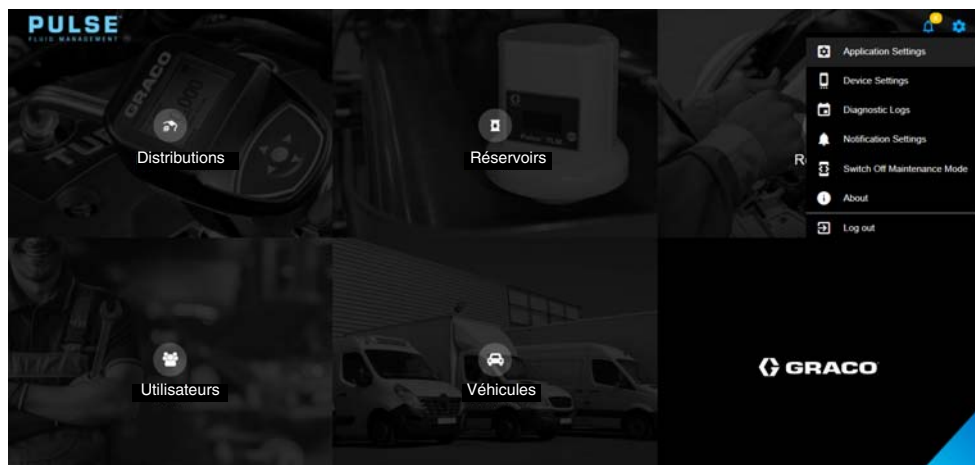 PULSE
FLUID MANAGEMENT
Distributions
Réservoirs
R
Application Settings
Device Settings
Diagnostic Logs
Notification Settings
Switch Off Maintenance Mode
About
Log out
GRACO
Utilisateurs
Véhicules
GRACO